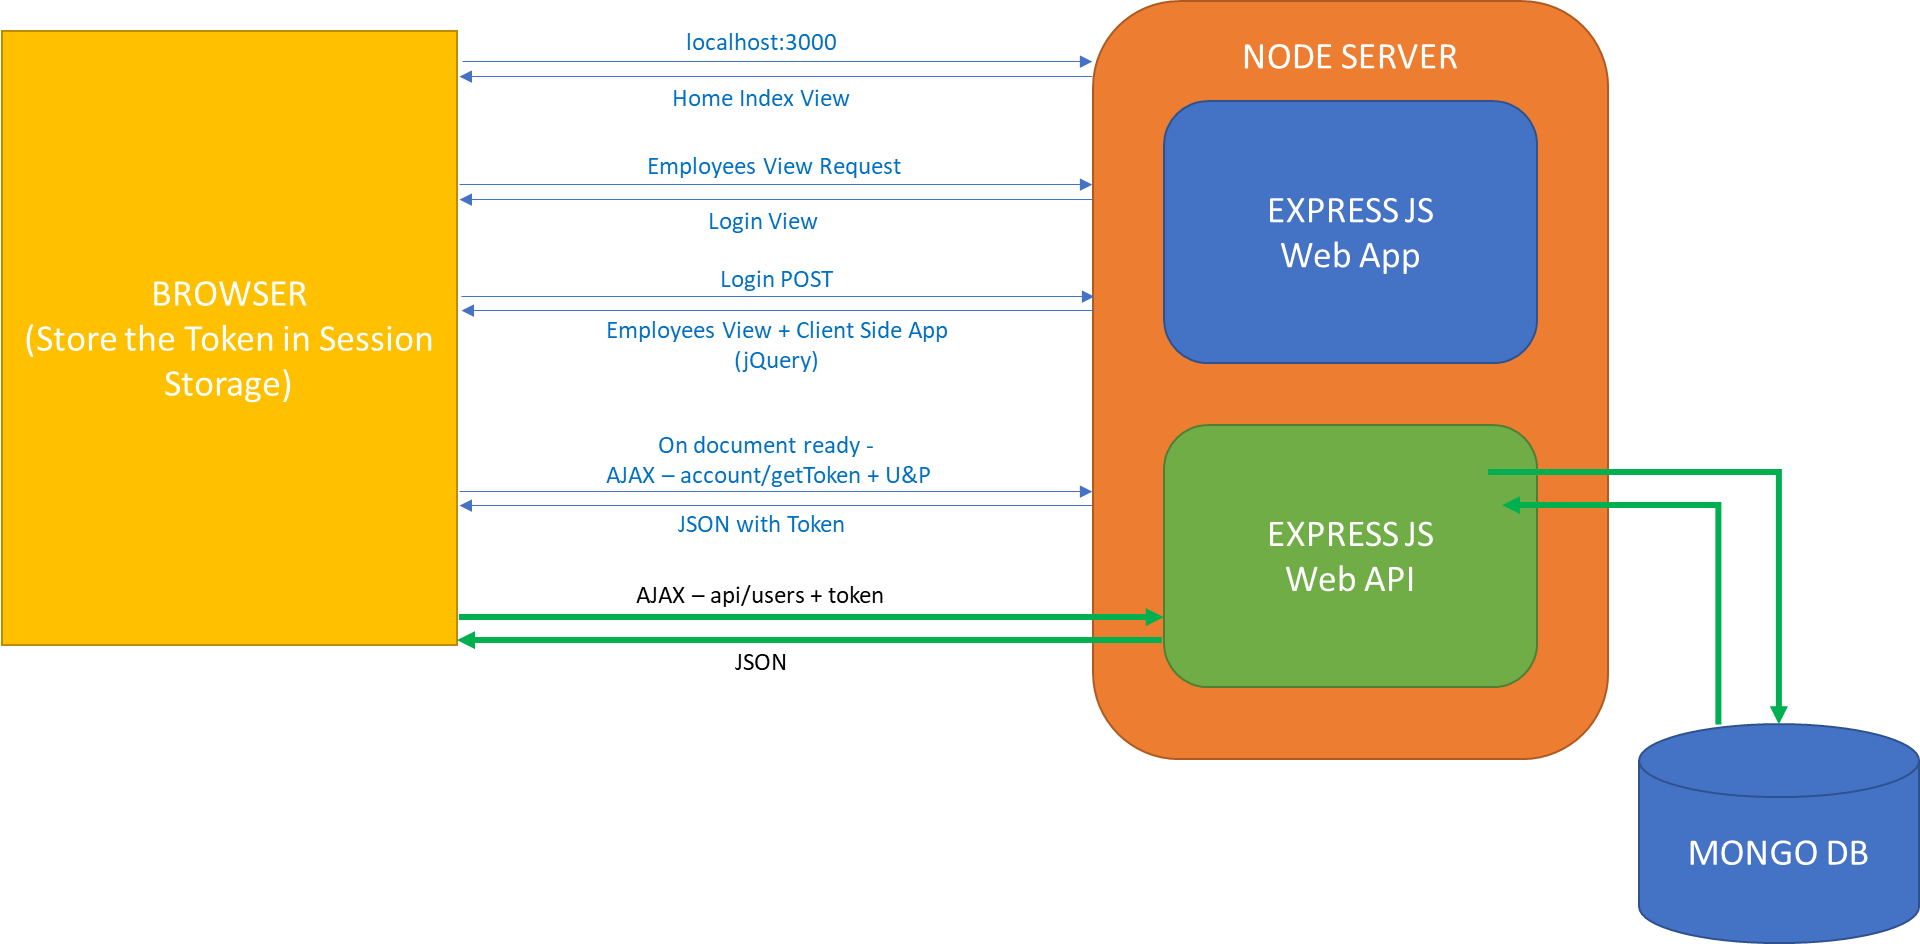 localhost:3000
Home Index View
Employees View Request
Login View
Login POST
Employees View + Client Side App
(jQuery)
On document ready -
AJAX – account/getToken + U&P
JSON with Token
AJAX – api/users + token
JSON
BROWSER
(Store the Token in Session
Storage)
NODE SERVER
EXPRESS JS
Web App
EXPRESS JS
Web API
MONGO DB